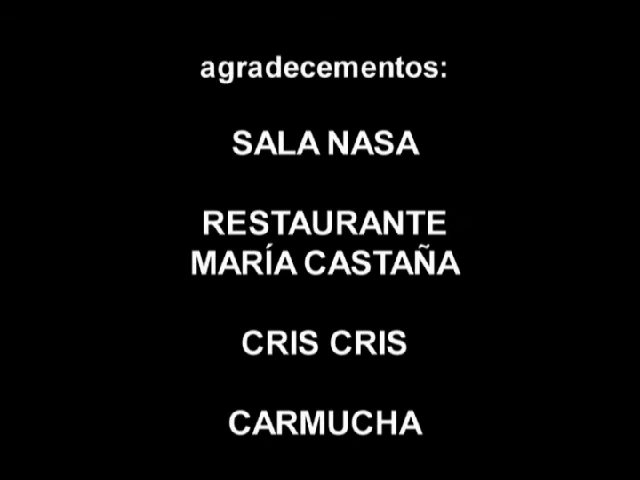 agradecementos:
SALA NASA
RESTAURANTE
MARÍA CASTAÑA
CRIS CRIS
CARMUCHA